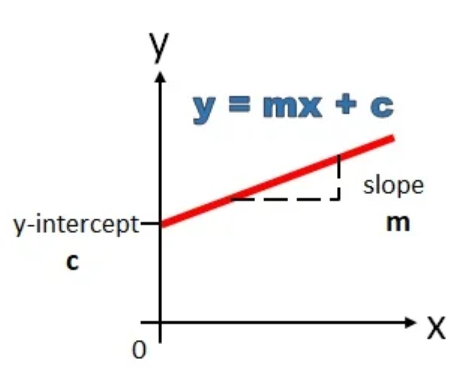 y
y = mx + c
slope
m
y-intercept
c
x
0